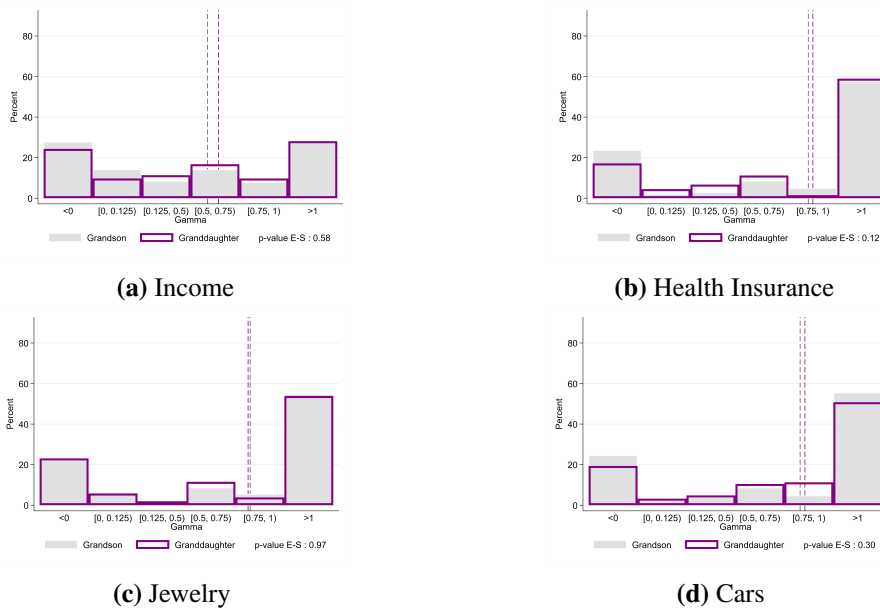 80
60
40
20
0
Percent
<0 [0, 0.125) [0.125, 0.5) [0.5, 0.75) [0.75, 1) >1
Gamma
Grandson Granddaughter p-value E-S : 0.58
(a) Income
80
60
40
20
0
Percent
<0 [0, 0.125) [0.125, 0.5) [0.5, 0.75) [0.75, 1) >1
Gamma
Grandson Granddaughter p-value E-S : 0.12
(b) Health Insurance
80
60
40
20
0
Percent
<0 [0, 0.125) [0.125, 0.5) [0.5, 0.75) [0.75, 1) >1
Gamma
Grandson Granddaughter p-value E-S : 0.97
(c) Jewelry
80
60
40
20
0
Percent
<0 [0, 0.125) [0.125, 0.5) [0.5, 0.75) [0.75, 1) >1
Gamma
Grandson Granddaughter p-value E-S : 0.30
(d) Cars